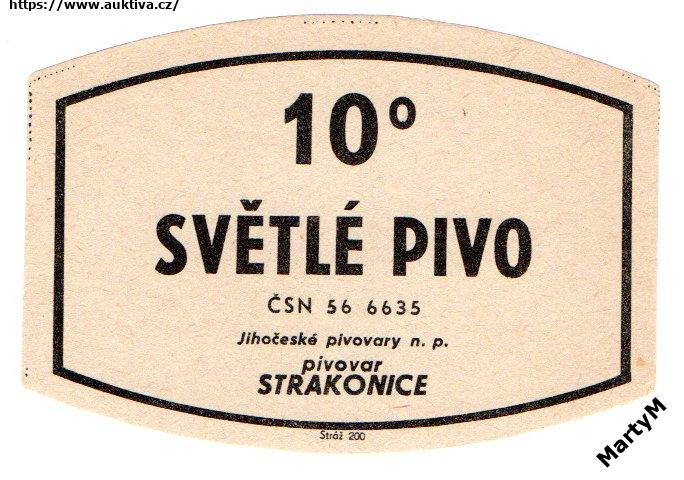 https://www.auktiva.cz/
10°
SVĚTLÉ PIVO
ČSN 56 6635
Jihočeské pivovary n. p.
pivovar
STRAKONICE
Stráž 200
MartyM